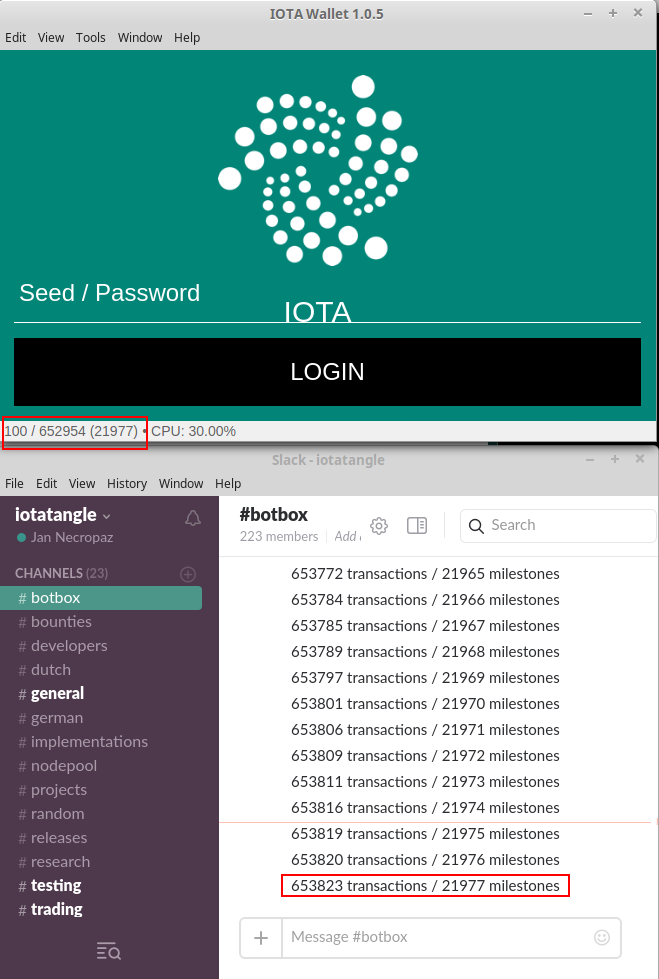 IOTA Wallet 1.0.5
Edit View Tools Window Help
Seed / Password
IOTA
LOGIN
100 / 652954 (21977) • CPU: 30.00%
Slack - iotatangle
File Edit View History Window Help
iotatangle
Jan Necropaz
CHANNELS (23)
# botbox
# bounties
# developers
# dutch
# general
# german
# implementations
# nodepool
# projects
# random
# releases
# research
# testing
# trading
#botbox
223 members Add
Search
653772 transactions / 21965 milestones
653784 transactions / 21966 milestones
653785 transactions / 21967 milestones
653789 transactions / 21968 milestones
653797 transactions / 21969 milestones
653801 transactions / 21970 milestones
653806 transactions / 21971 milestones
653809 transactions / 21972 milestones
653811 transactions / 21973 milestones
653816 transactions / 21974 milestones
653819 transactions / 21975 milestones
653820 transactions / 21976 milestones
653823 transactions / 21977 milestones
Message #botbox